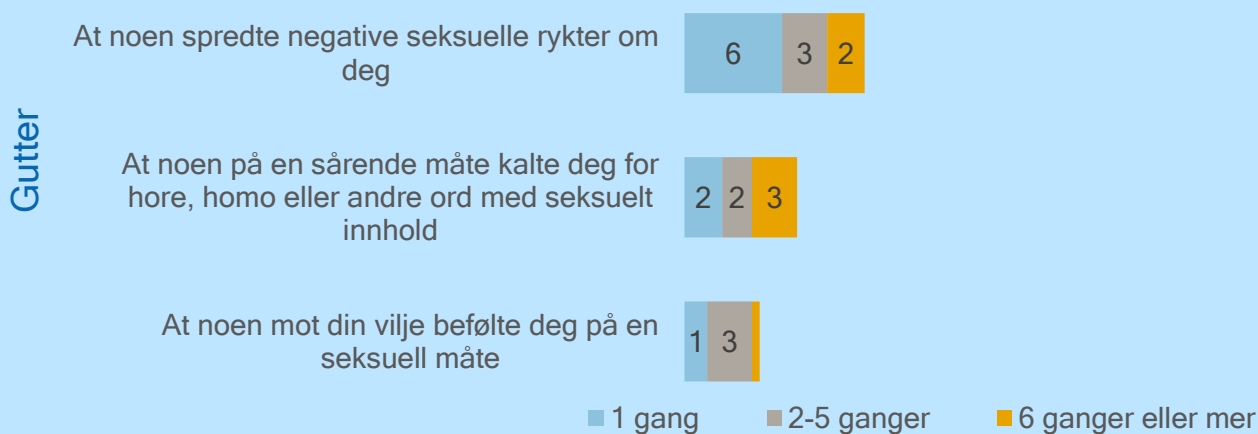 Gutter
At noen spredte negative seksuelle rykter om
deg
6 3 2
At noen på en sårende måte kalte deg for
hore, homo eller andre ord med seksuelt
innhold
2 2 3
At noen mot din vilje befølte deg på en
seksuell måte
1 3
1 gang 2-5 ganger 6 ganger eller mer